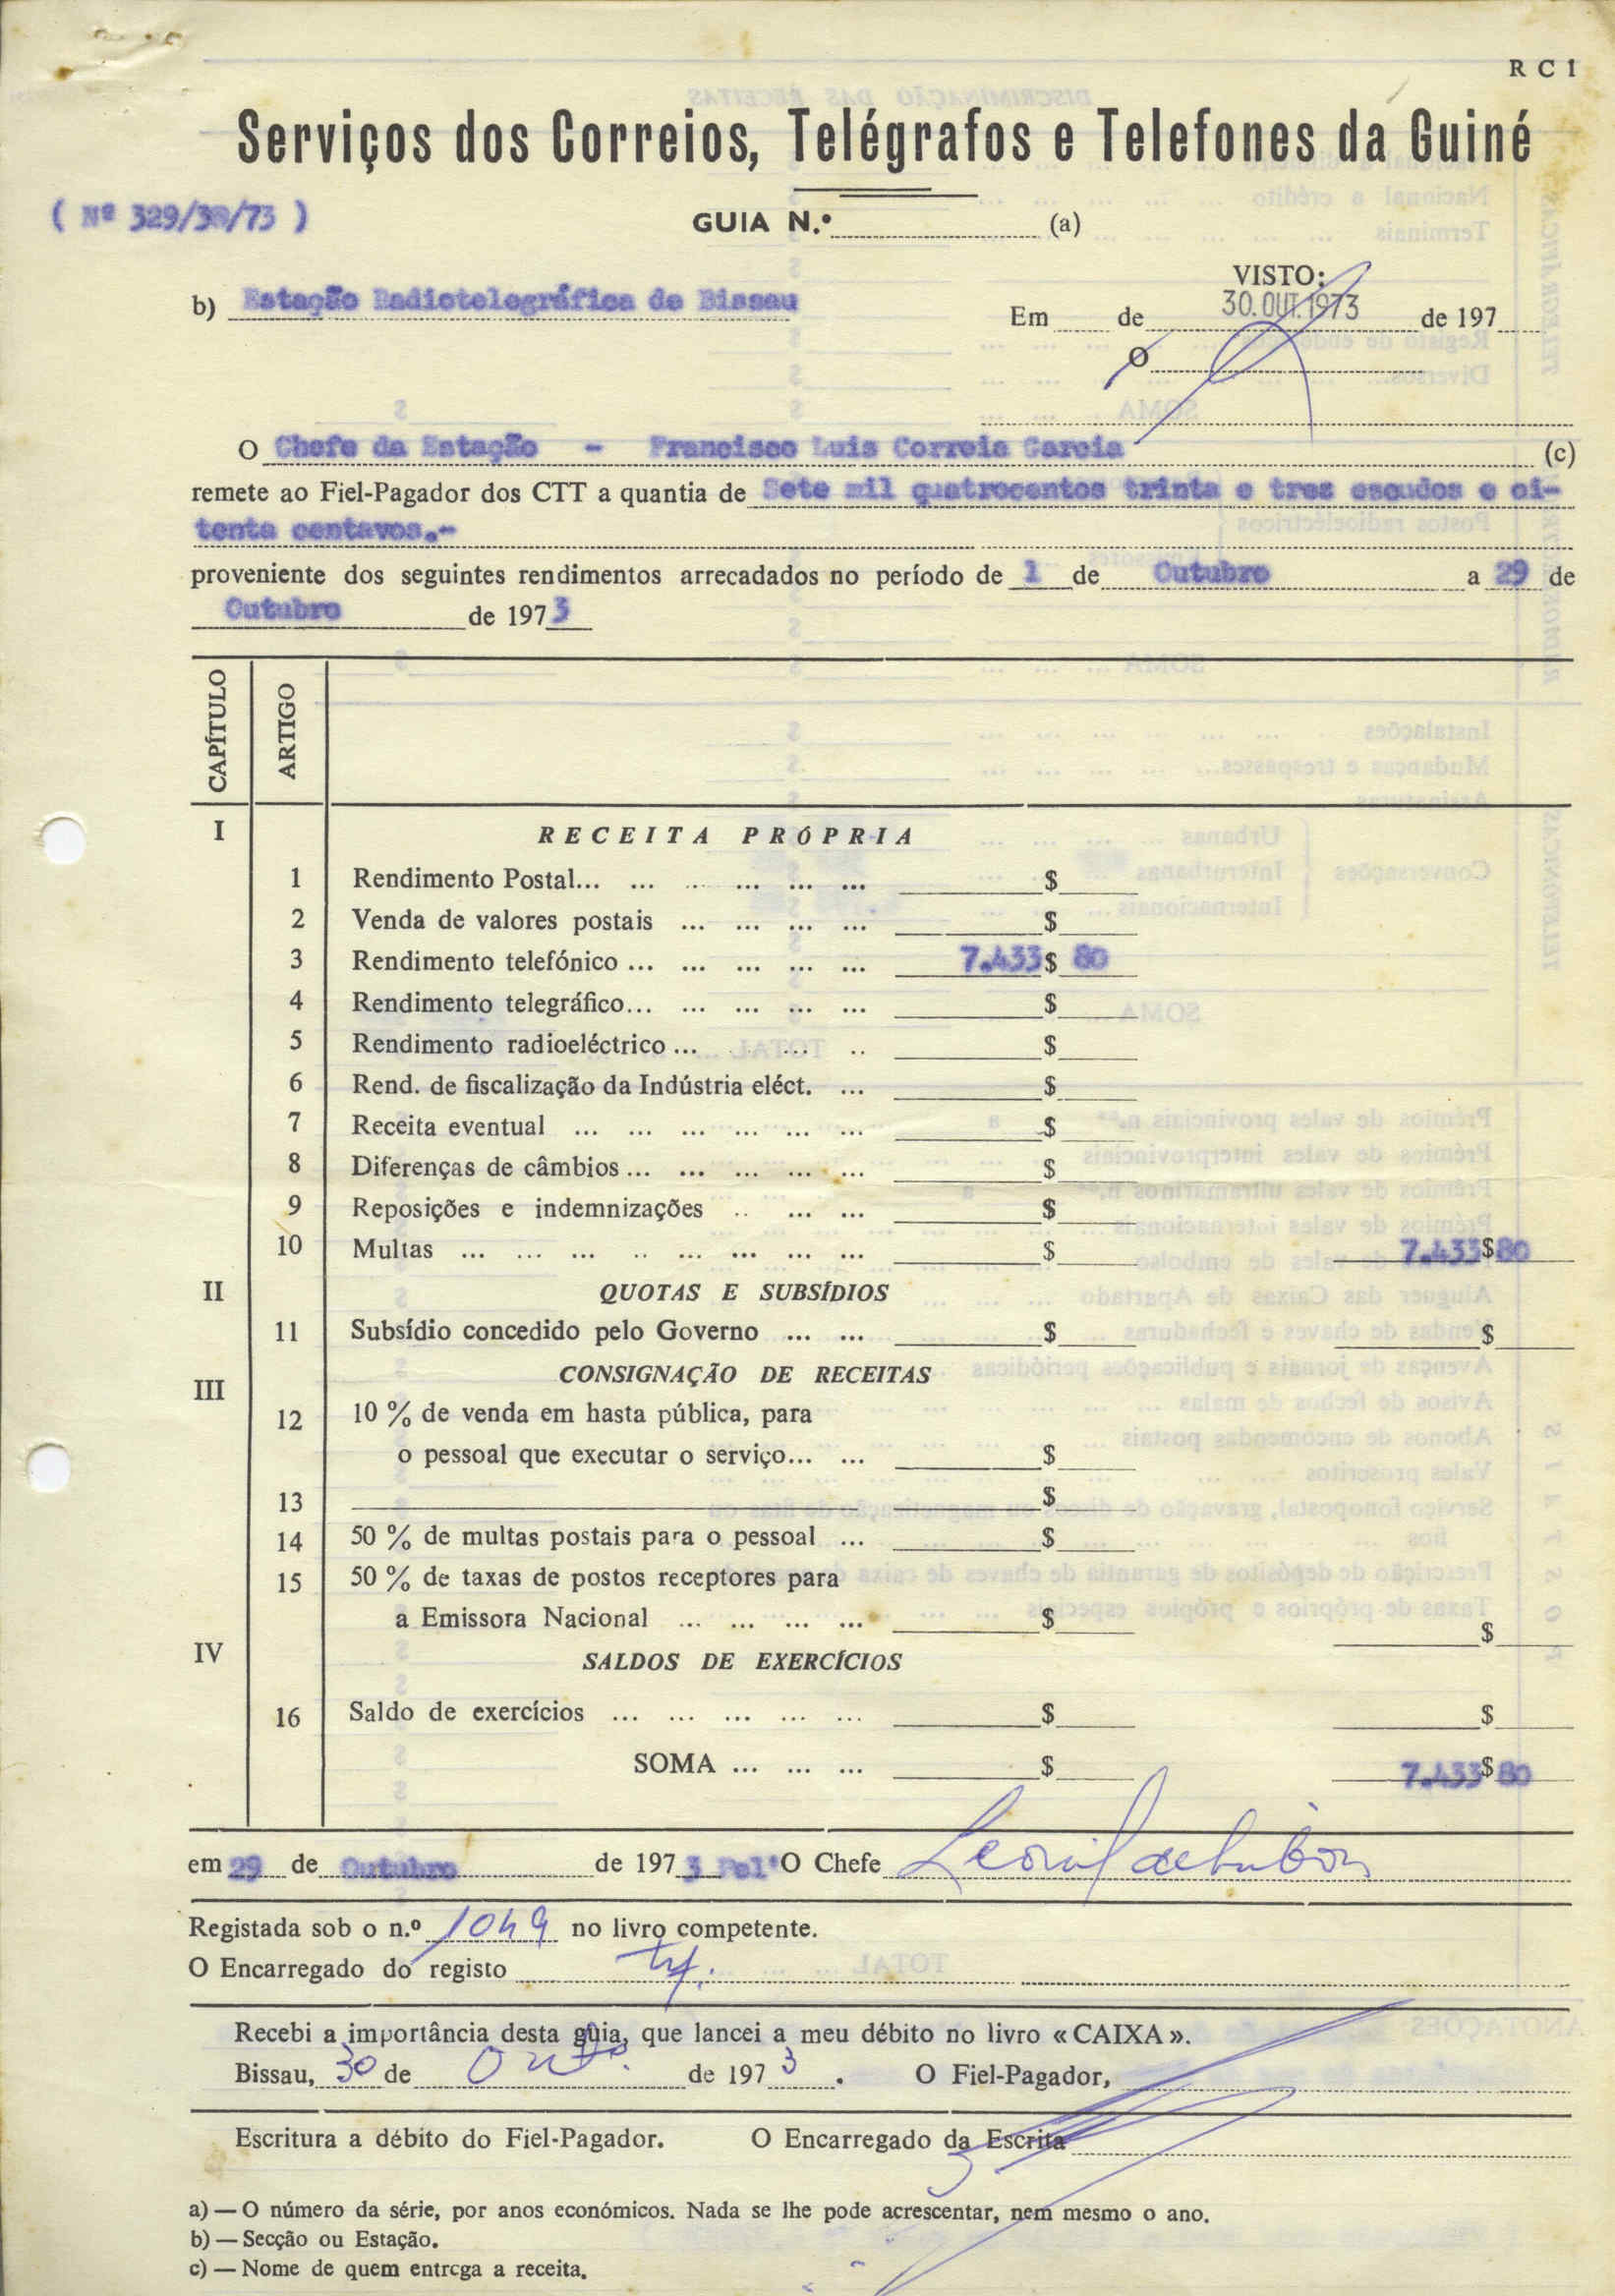 R C 1
Serviços dos Correios, Telégrafos e Telefones da Guiné
( Nº 329/30/73 )
GUIA N.º (a)
VISTO:
b) Estação Radiotelegráfica de Bissau
Em de 30.OUT.1973 de 197
O
O Chefe da Estação - Francisco Luis Correia Garcia (c)
remete ao Fiel-Pagador dos CTT a quantia de Sete mil quatrocentos trinta e tres escudos e oi-
tenta centavos.-
proveniente dos seguintes rendimentos arrecadados no período de 1 de Outubro a 29 de
Outubro de 1973
CAPÍTULO ARTIGO
I RECEITA PRÓPRIA
1 Rendimento Postal... ... ... ... ... ... $
2 Venda de valores postais ... ... ... ... $
3 Rendimento telefónico ... ... ... ... ... 7.433$80
4 Rendimento telegráfico... ... ... ... ... $
5 Rendimento radioeléctrico ... ... .. $
6 Rend. de fiscalização da Indústria eléct. ... $
7 Receita eventual ... ... ... ... ... ... $
8 Diferenças de câmbios ... ... ... ... ... $
9 Reposições e indemnizações .. ... ... $
10 Multas ... ... ... .. ... ... ... ... $ 7.433$80
II QUOTAS E SUBSÍDIOS
11 Subsídio concedido pelo Governo ... ... $ $
III CONSIGNAÇÃO DE RECEITAS
12 10 % de venda em hasta pública, para
o pessoal que executar o serviço... ... $
13 $
14 50 % de multas postais para o pessoal ... $
15 50 % de taxas de postos receptores para
a Emissora Nacional ... ... ... ... $ $
IV SALDOS DE EXERCÍCIOS
16 Saldo de exercícios ... ... ... ... ... $ $
SOMA ... ... ... $ 7.433$80
em 29 de Outubro de 1973 Pel'O Chefe
Registada sob o n.º 1049 no livro competente.
O Encarregado do registo
Recebi a importância desta guia, que lancei a meu débito no livro «CAIXA».
Bissau, 30 de Outº. de 1973. O Fiel-Pagador,
Escritura a débito do Fiel-Pagador. O Encarregado da Escrita
a) — O número da série, por anos económicos. Nada se lhe pode acrescentar, nem mesmo o ano.
b) — Secção ou Estação.
c) — Nome de quem entrega a receita.